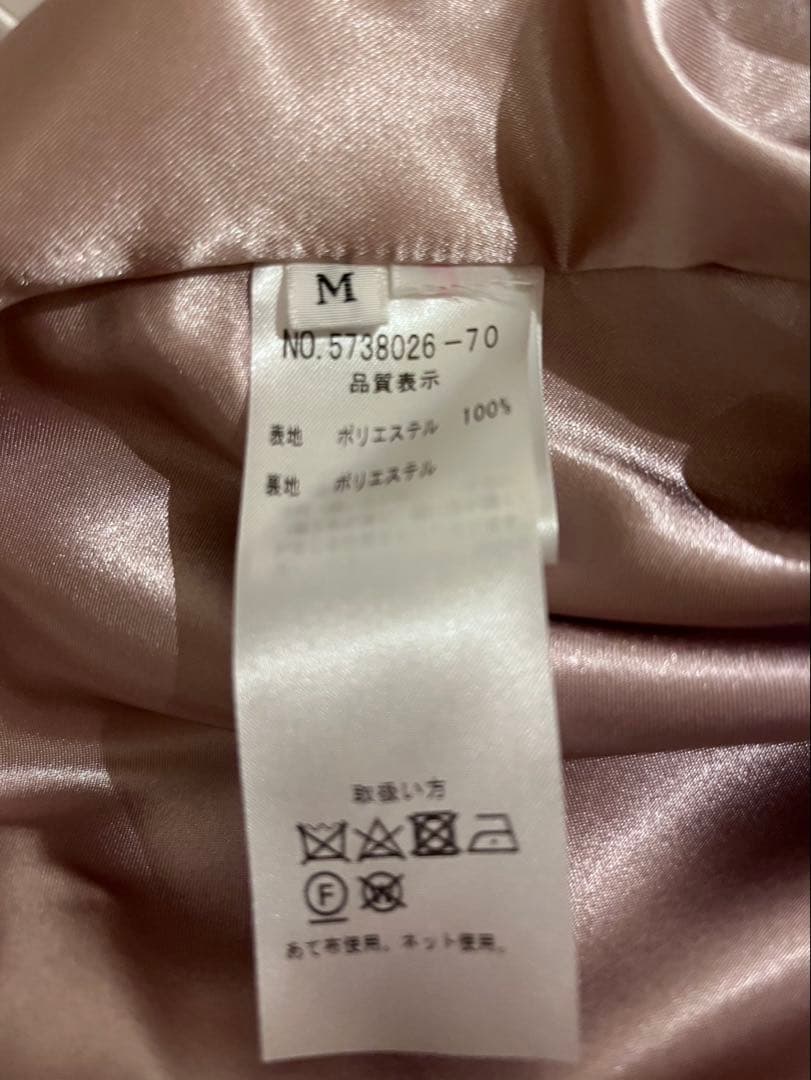 M
NO.5738026-70
品質表示
表地 ポリエステル 100%
裏地 ポリエステル
取扱い方
F
W
あて布使用。ネット使用。